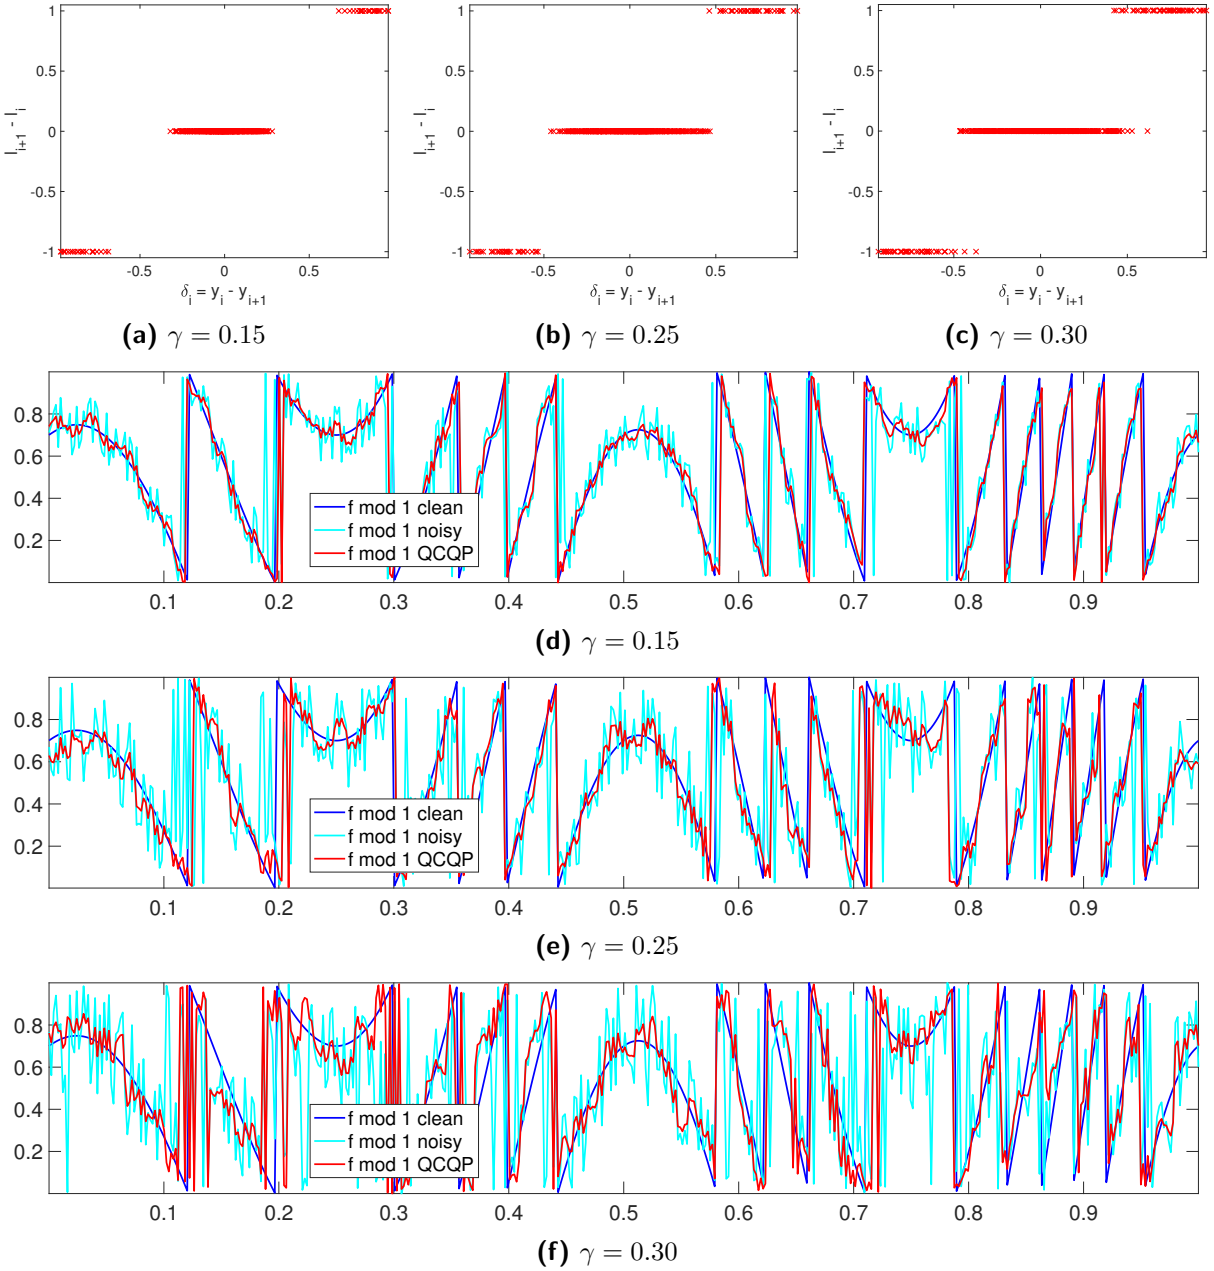 1
0.5
0
-0.5
-1
l_{i+1} - l_i
-0.5 0 0.5
δ_i = y_i - y_{i+1}
(a) γ = 0.15
1
0.5
0
-0.5
-1
l_{i+1} - l_i
-0.5 0 0.5
δ_i = y_i - y_{i+1}
(b) γ = 0.25
1
0.5
0
-0.5
-1
l_{i+1} - l_i
-0.5 0 0.5
δ_i = y_i - y_{i+1}
(c) γ = 0.30
0.8
0.6
0.4
0.2
f mod 1 clean
f mod 1 noisy
f mod 1 QCQP
0.1 0.2 0.3 0.4 0.5 0.6 0.7 0.8 0.9
(d) γ = 0.15
0.8
0.6
0.4
0.2
f mod 1 clean
f mod 1 noisy
f mod 1 QCQP
0.1 0.2 0.3 0.4 0.5 0.6 0.7 0.8 0.9
(e) γ = 0.25
0.8
0.6
0.4
0.2
f mod 1 clean
f mod 1 noisy
f mod 1 QCQP
0.1 0.2 0.3 0.4 0.5 0.6 0.7 0.8 0.9
(f) γ = 0.30